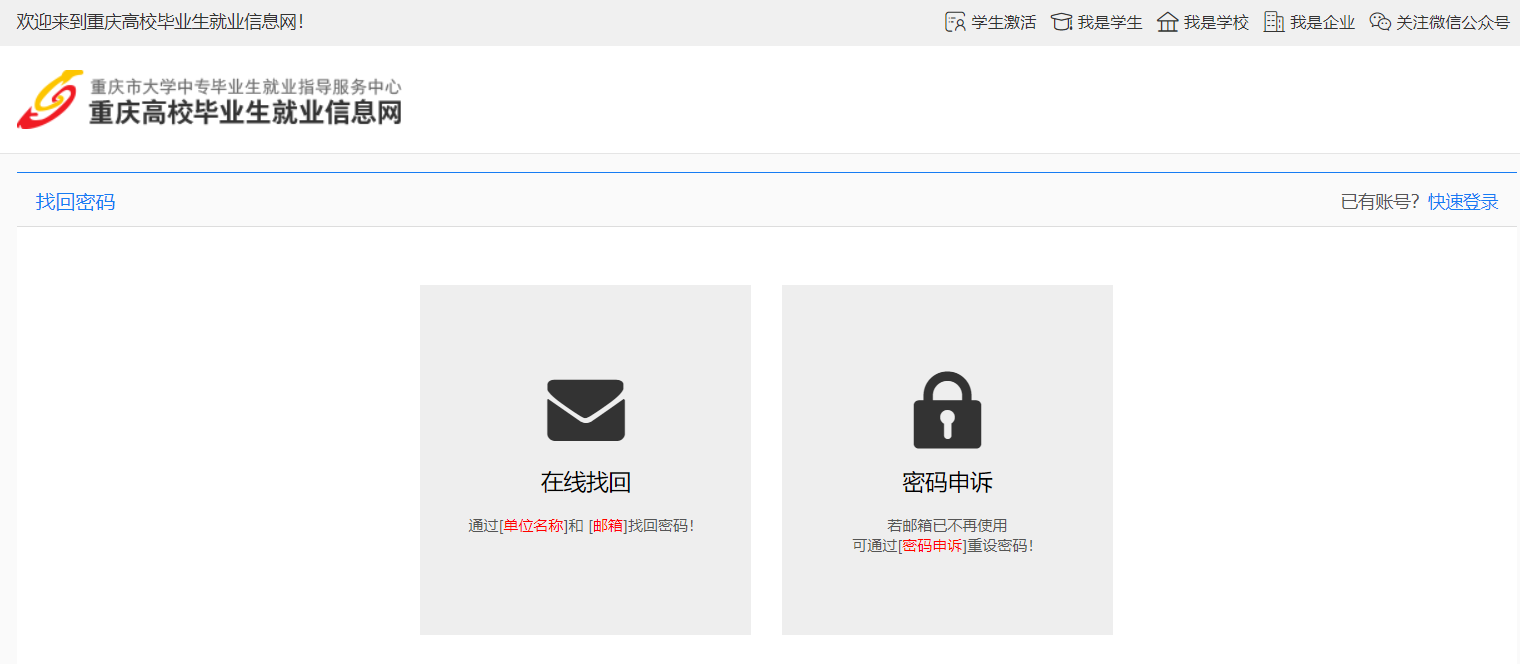 欢迎来到重庆高校毕业生就业信息网！
学生激活 我是学生 我是学校 我是企业 关注微信公众号
重庆市大学中专毕业生就业指导服务中心
重庆高校毕业生就业信息网
找回密码
已有账号？快速登录
在线找回
通过[单位名称]和 [邮箱]找回密码！
密码申诉
若邮箱已不再使用
可通过[密码申诉]重设密码！